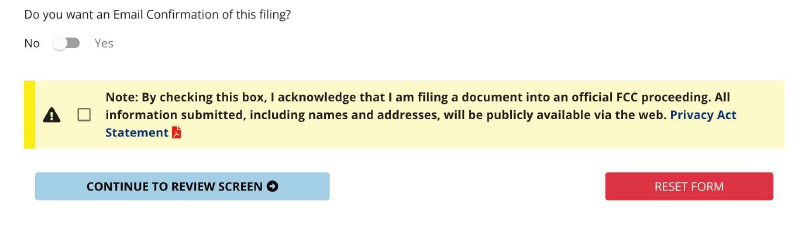 Do you want an Email Confirmation of this filing?
No Yes
Note: By checking this box, I acknowledge that I am filing a document into an official FCC proceeding. All
information submitted, including names and addresses, will be publicly available via the web. Privacy Act
Statement
CONTINUE TO REVIEW SCREEN
RESET FORM